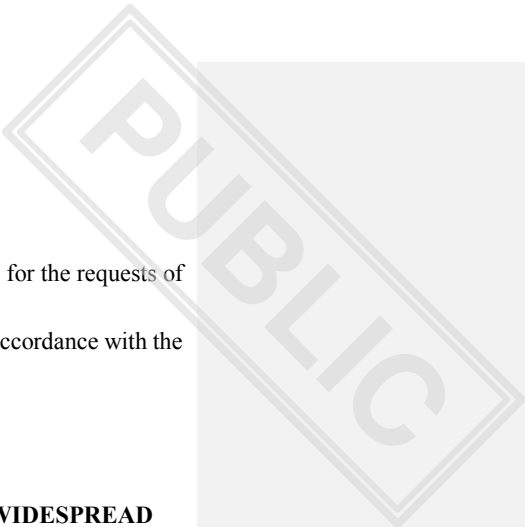 for the requests of
ccordance with the
WIDESPREAD
PUBLIC